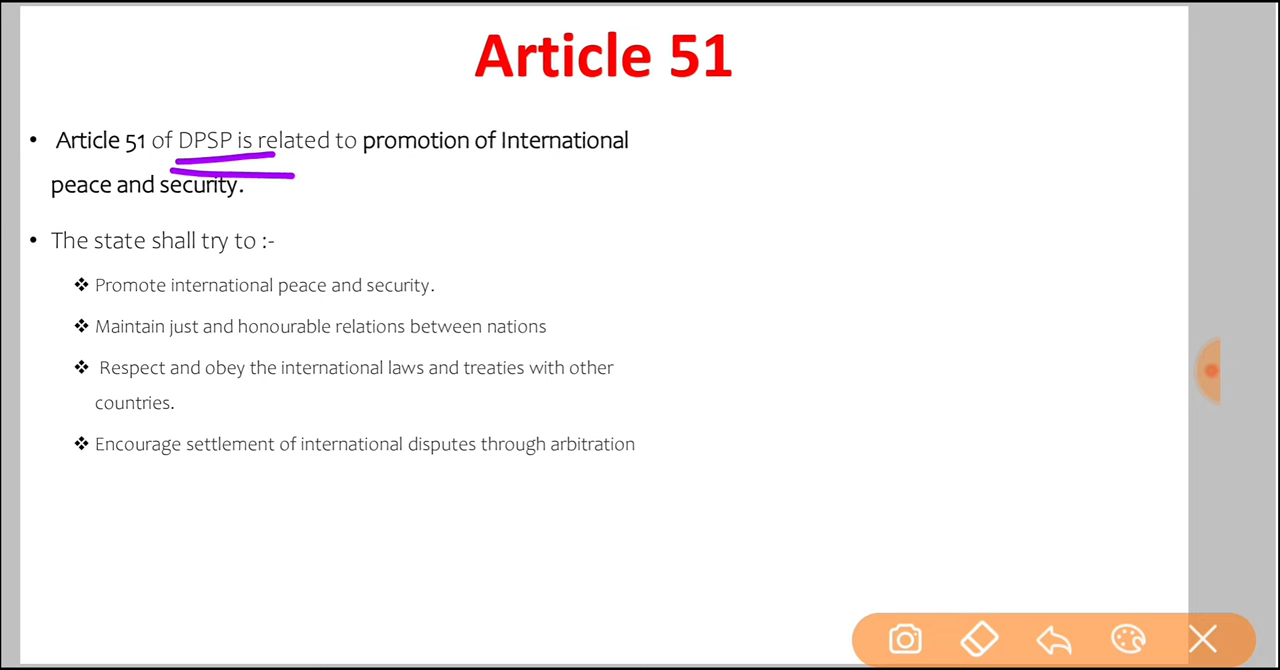 Article 51
• Article 51 of DPSP is related to promotion of International
peace and security.
• The state shall try to :-
❖ Promote international peace and security.
❖ Maintain just and honourable relations between nations
❖ Respect and obey the international laws and treaties with other
countries.
❖ Encourage settlement of international disputes through arbitration